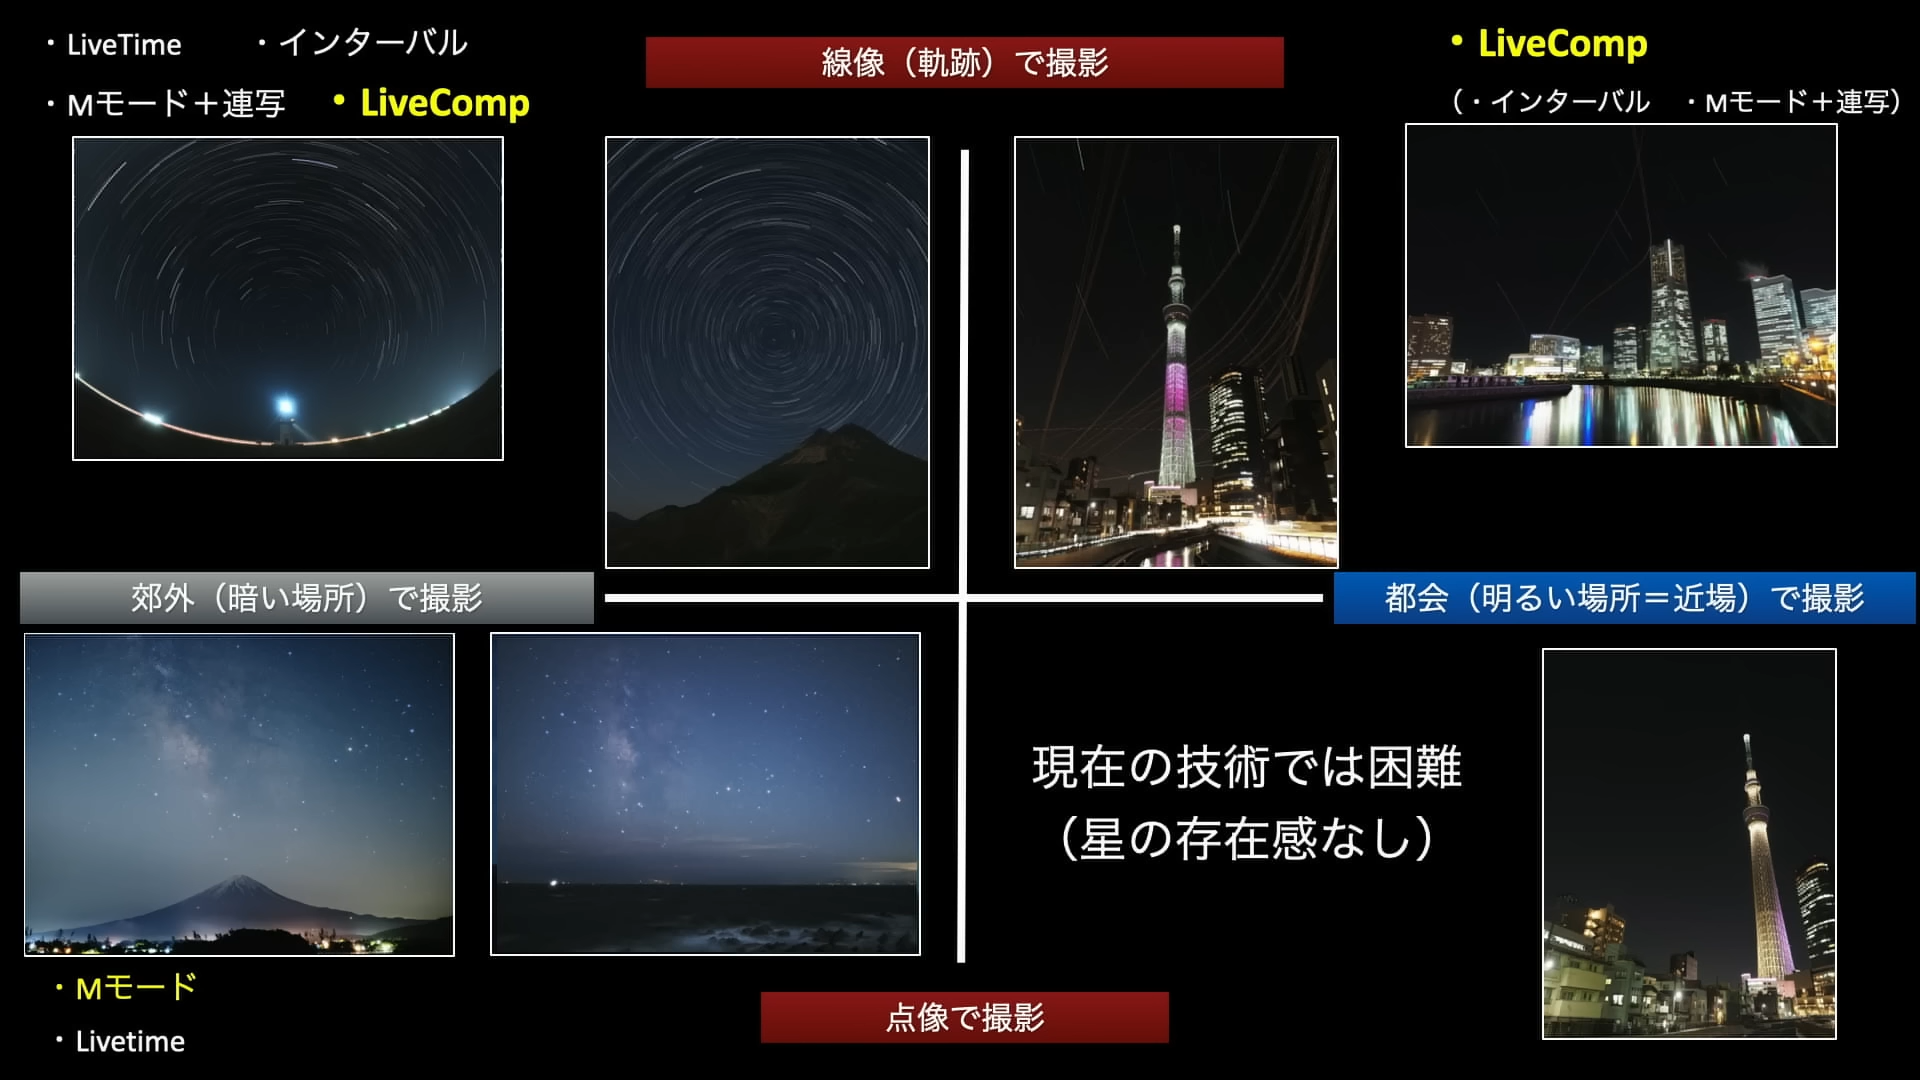 ・LiveTime　・インターバル
・Mモード＋連写　・LiveComp
線像（軌跡）で撮影
・LiveComp
（・インターバル　・Mモード＋連写）
郊外（暗い場所）で撮影
都会（明るい場所＝近場）で撮影
現在の技術では困難
（星の存在感なし）
・Mモード
・Livetime
点像で撮影